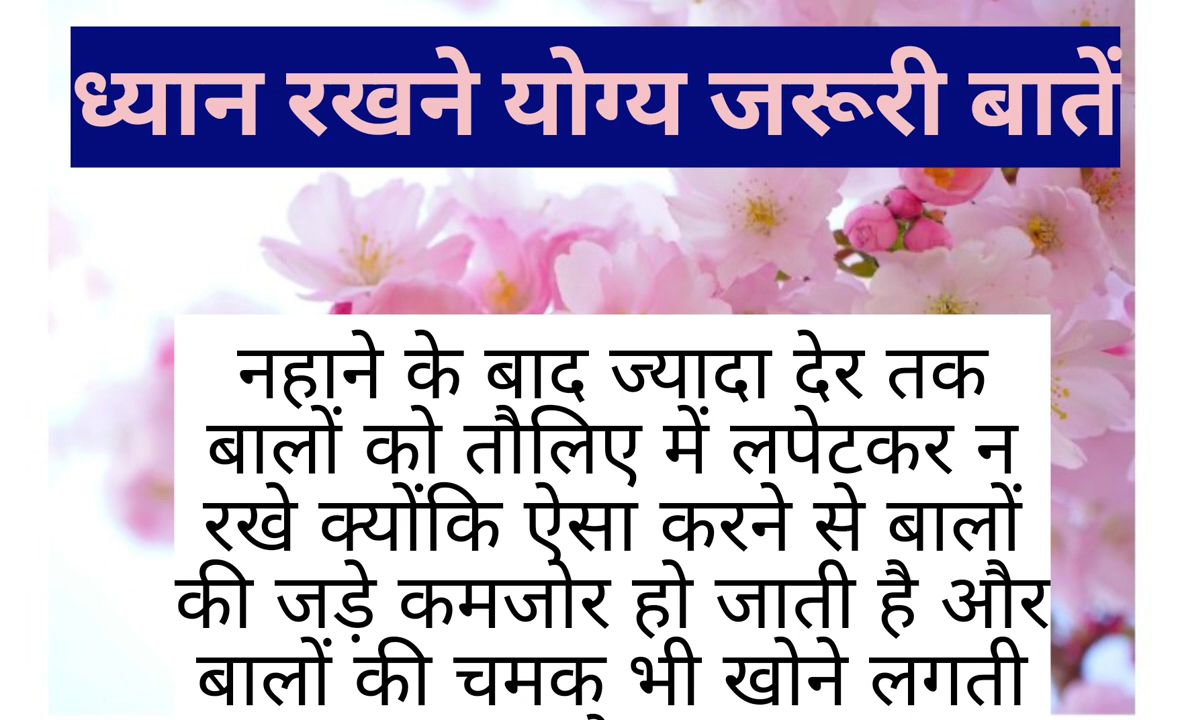 ध्यान रखने योग्य जरूरी बातें
नहाने के बाद ज्यादा देर तक
बालों को तौलिए में लपेटकर न
रखे क्योंकि ऐसा करने से बालों
की जड़े कमजोर हो जाती है और
बालों की चमक भी खोने लगती